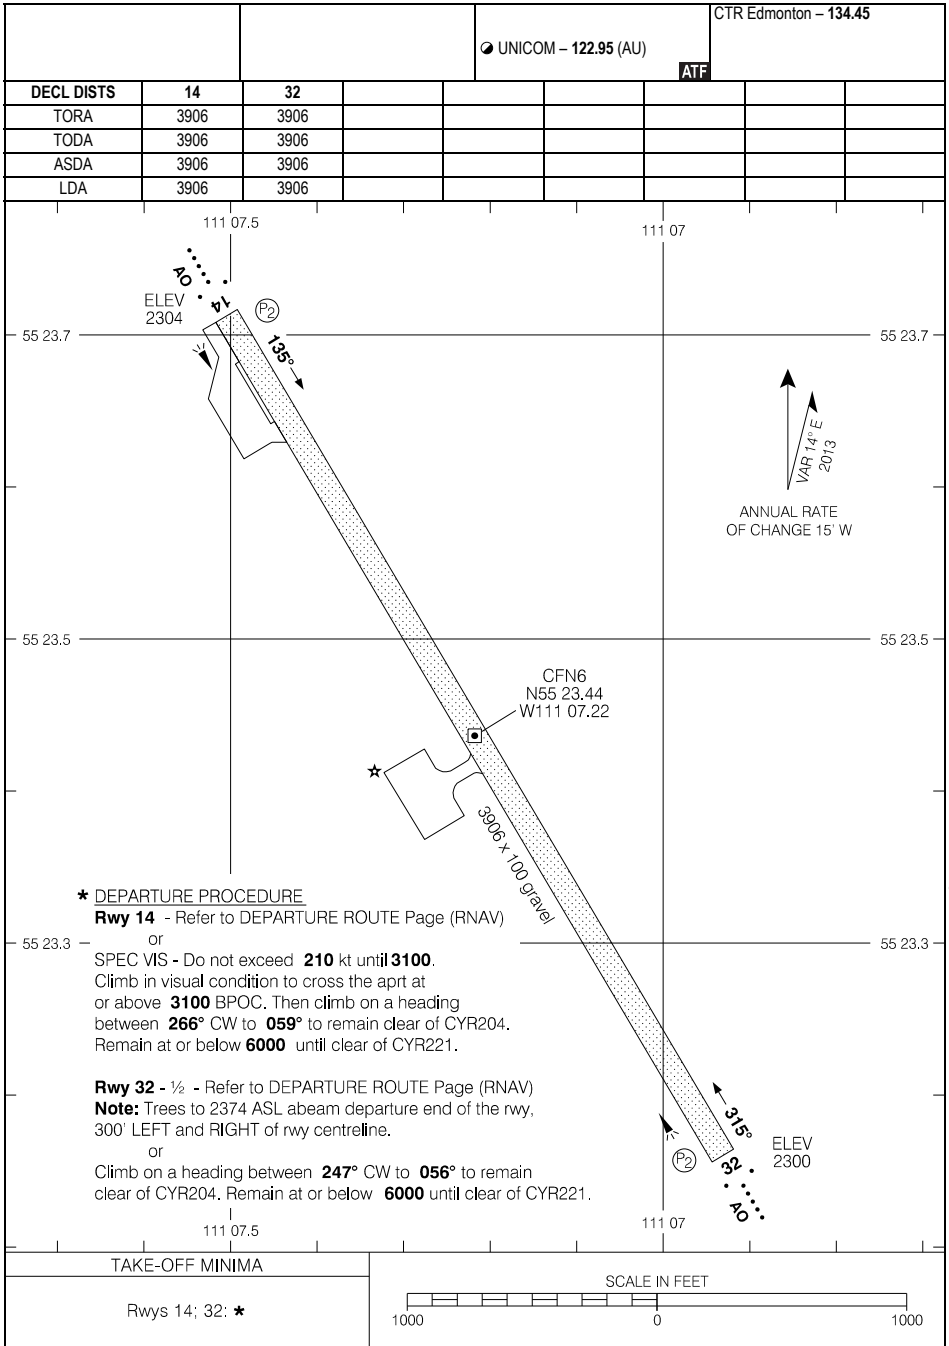 CTR Edmonton – 134.45
UNICOM – 122.95 (AU)
ATF
DECL DISTS 14 32
TORA 3906 3906
TODA 3906 3906
ASDA 3906 3906
LDA 3906 3906
111 07.5 111 07
AO
ELEV
2304
14
P2
135°
55 23.7 55 23.7
VAR 14° E
2013
ANNUAL RATE
OF CHANGE 15' W
55 23.5 55 23.5
CFN6
N55 23.44
W111 07.22
3906 x 100 gravel
* DEPARTURE PROCEDURE
Rwy 14 - Refer to DEPARTURE ROUTE Page (RNAV)
or
55 23.3 55 23.3
SPEC VIS - Do not exceed 210 kt until 3100.
Climb in visual condition to cross the aprt at
or above 3100 BPOC. Then climb on a heading
between 266° CW to 059° to remain clear of CYR204.
Remain at or below 6000 until clear of CYR221.
Rwy 32 - ½ - Refer to DEPARTURE ROUTE Page (RNAV)
Note: Trees to 2374 ASL abeam departure end of the rwy,
300' LEFT and RIGHT of rwy centreline.
or
Climb on a heading between 247° CW to 056° to remain
clear of CYR204. Remain at or below 6000 until clear of CYR221.
315°
ELEV
2300
P2
32
AO
111 07.5 111 07
TAKE-OFF MINIMA
Rwys 14; 32: *
SCALE IN FEET
1000 0 1000